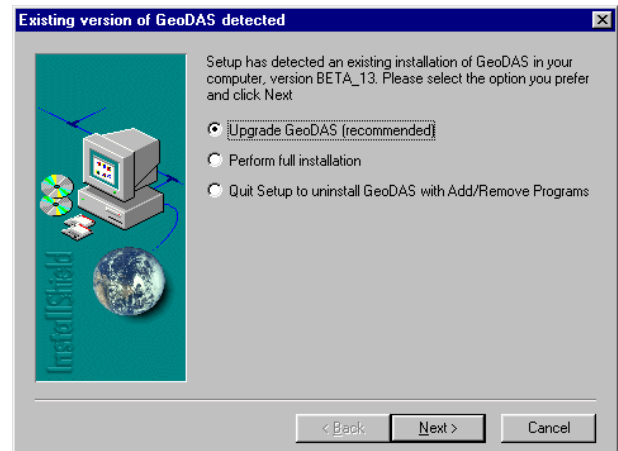 Existing version of GeoDAS detected
Setup has detected an existing installation of GeoDAS in your
computer, version BETA_13. Please select the option you prefer
and click Next
Upgrade GeoDAS (recommended)
Perform full installation
Quit Setup to uninstall GeoDAS with Add/Remove Programs
InstallShield
< Back
Next >
Cancel